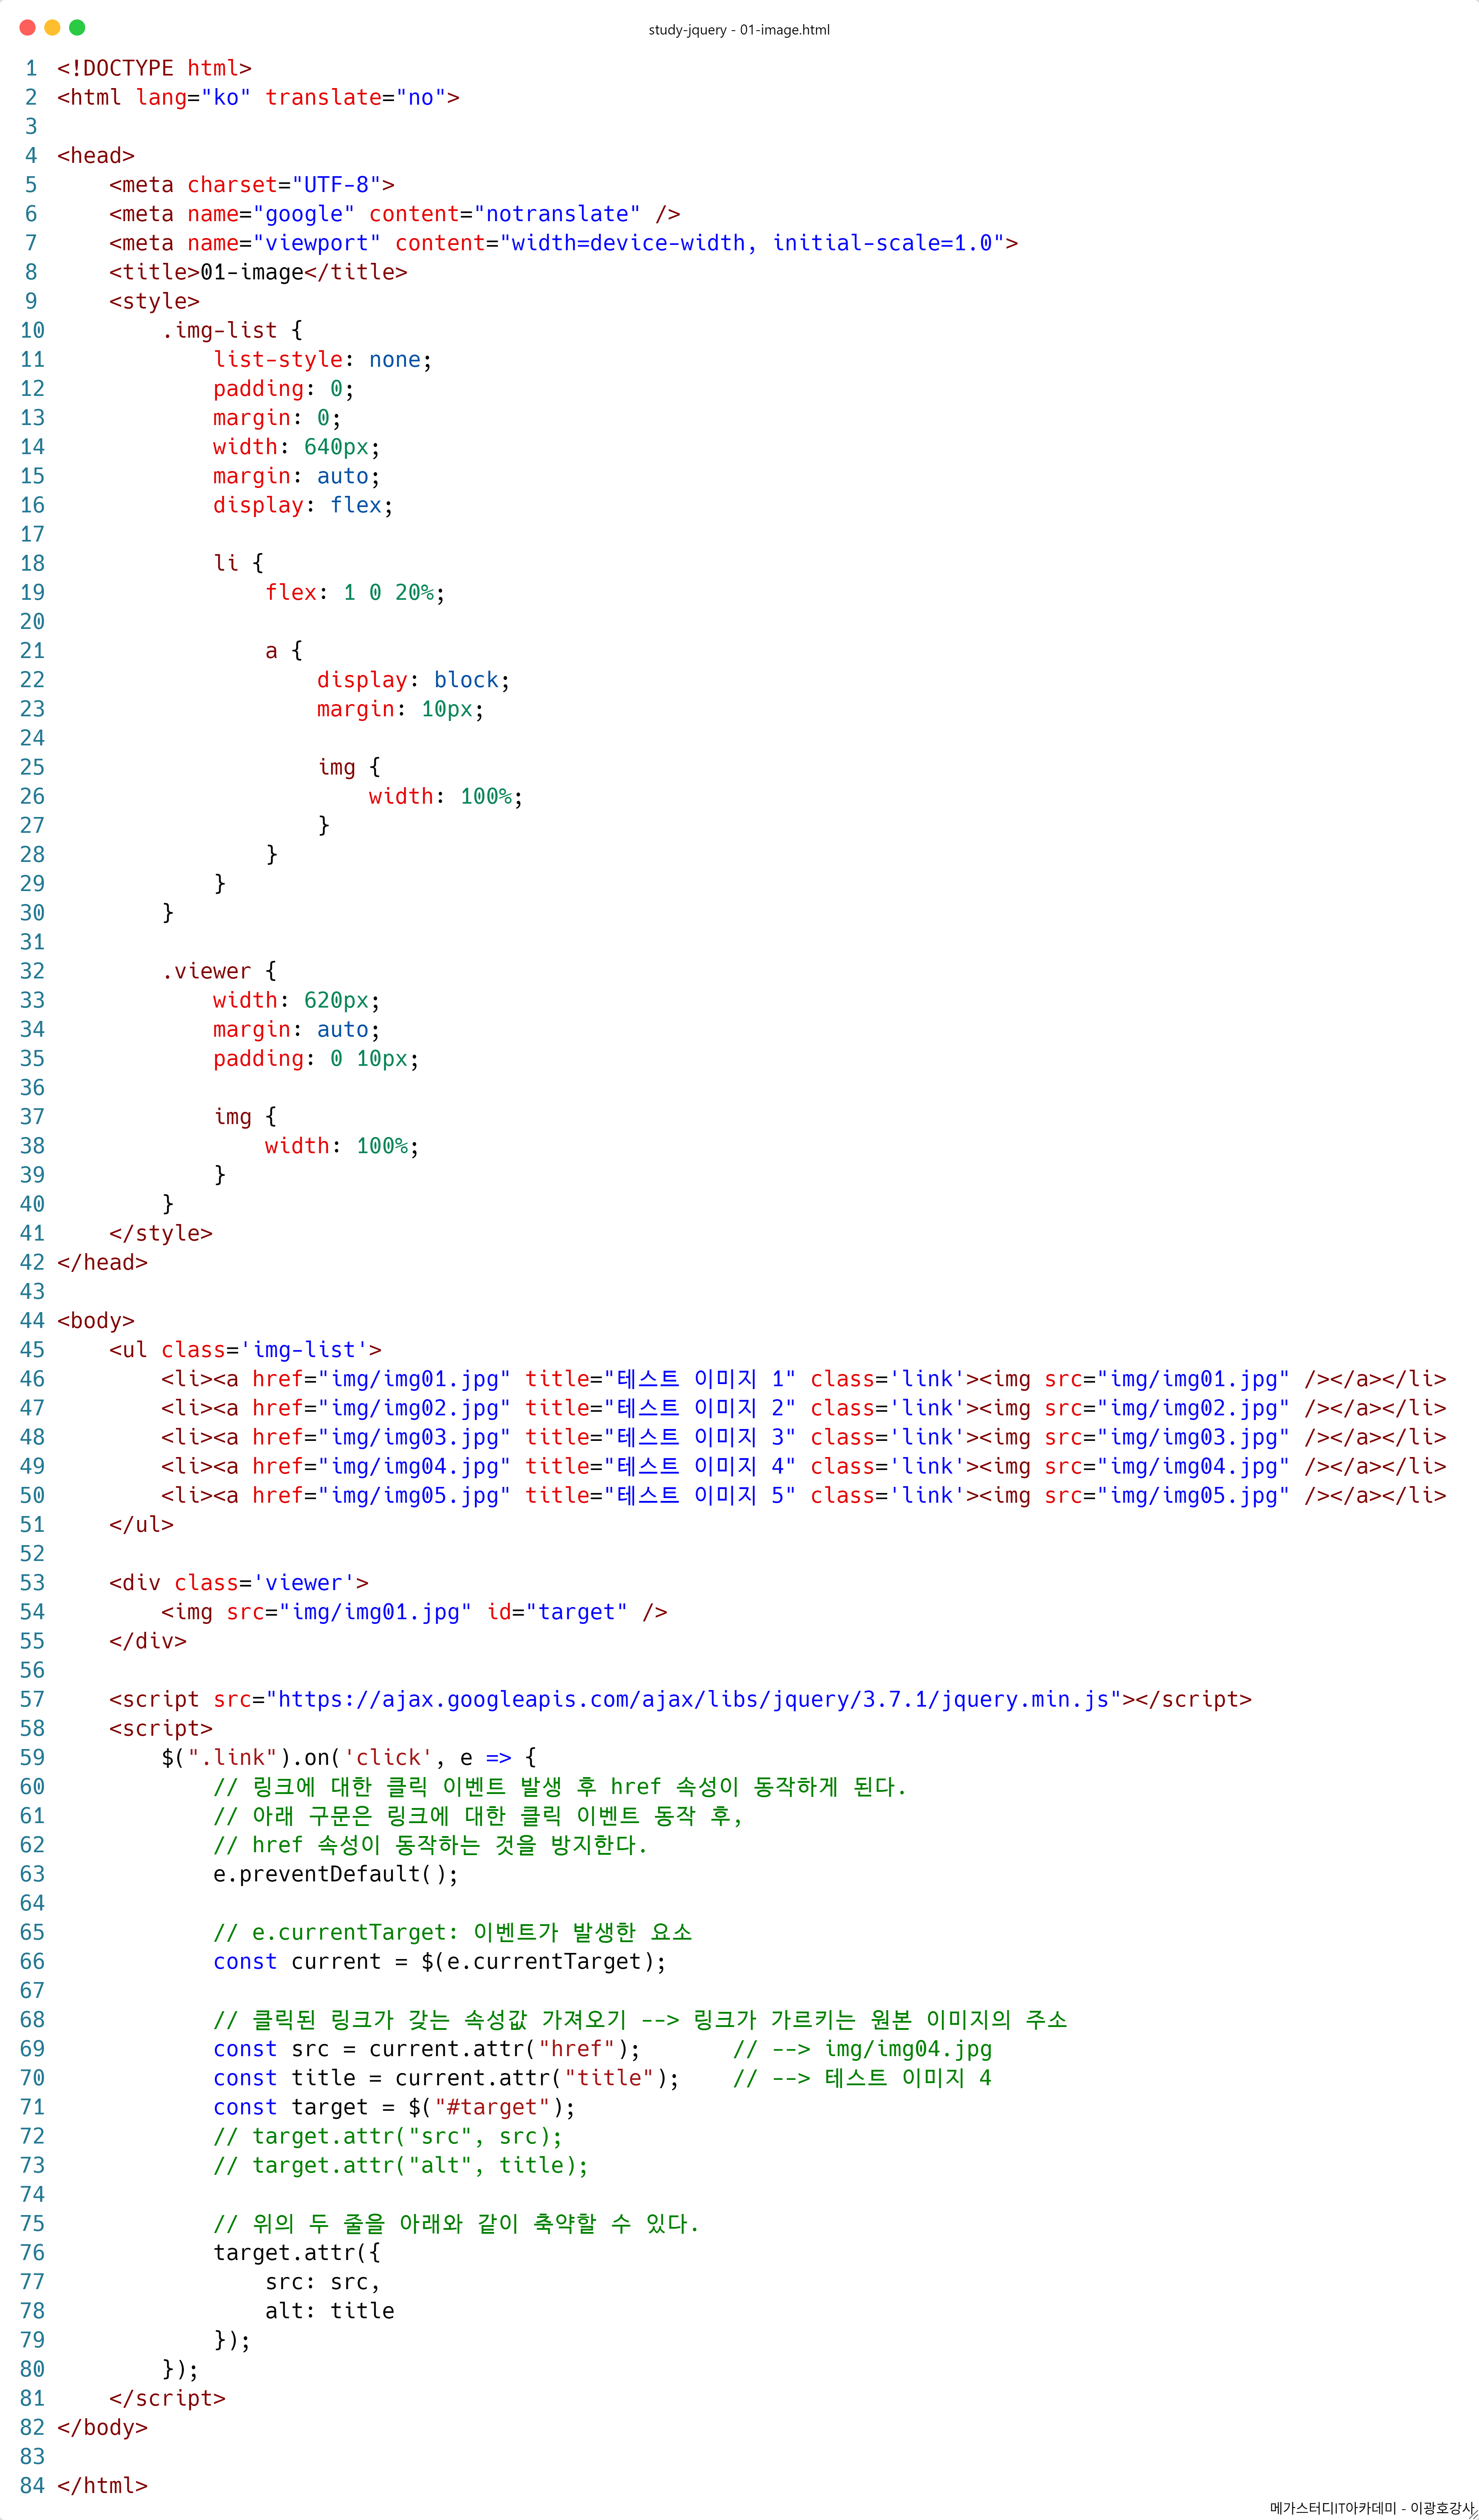 study-jquery - 01-image.html
1 <!DOCTYPE html>
2 <html lang="ko" translate="no">
3
4 <head>
5     <meta charset="UTF-8">
6     <meta name="google" content="notranslate" />
7     <meta name="viewport" content="width=device-width, initial-scale=1.0">
8     <title>01-image</title>
9     <style>
10         .img-list {
11             list-style: none;
12             padding: 0;
13             margin: 0;
14             width: 640px;
15             margin: auto;
16             display: flex;
17
18             li {
19                 flex: 1 0 20%;
20
21                 a {
22                     display: block;
23                     margin: 10px;
24
25                     img {
26                         width: 100%;
27                     }
28                 }
29             }
30         }
31
32         .viewer {
33             width: 620px;
34             margin: auto;
35             padding: 0 10px;
36
37             img {
38                 width: 100%;
39             }
40         }
41     </style>
42 </head>
43
44 <body>
45     <ul class='img-list'>
46         <li><a href="img/img01.jpg" title="테스트 이미지 1" class='link'><img src="img/img01.jpg" /></a></li>
47         <li><a href="img/img02.jpg" title="테스트 이미지 2" class='link'><img src="img/img02.jpg" /></a></li>
48         <li><a href="img/img03.jpg" title="테스트 이미지 3" class='link'><img src="img/img03.jpg" /></a></li>
49         <li><a href="img/img04.jpg" title="테스트 이미지 4" class='link'><img src="img/img04.jpg" /></a></li>
50         <li><a href="img/img05.jpg" title="테스트 이미지 5" class='link'><img src="img/img05.jpg" /></a></li>
51     </ul>
52
53     <div class='viewer'>
54         <img src="img/img01.jpg" id="target" />
55     </div>
56
57     <script src="https://ajax.googleapis.com/ajax/libs/jquery/3.7.1/jquery.min.js"></script>
58     <script>
59         $(".link").on('click', e => {
60             // 링크에 대한 클릭 이벤트 발생 후 href 속성이 동작하게 된다.
61             // 아래 구문은 링크에 대한 클릭 이벤트 동작 후,
62             // href 속성이 동작하는 것을 방지한다.
63             e.preventDefault();
64
65             // e.currentTarget: 이벤트가 발생한 요소
66             const current = $(e.currentTarget);
67
68             // 클릭된 링크가 갖는 속성값 가져오기 --> 링크가 가르키는 원본 이미지의 주소
69             const src = current.attr("href");       // --> img/img04.jpg
70             const title = current.attr("title");    // --> 테스트 이미지 4
71             const target = $("#target");
72             // target.attr("src", src);
73             // target.attr("alt", title);
74
75             // 위의 두 줄을 아래와 같이 축약할 수 있다.
76             target.attr({
77                 src: src,
78                 alt: title
79             });
80         });
81     </script>
82 </body>
83
84 </html>
메가스터디IT아카데미 - 이광호강사